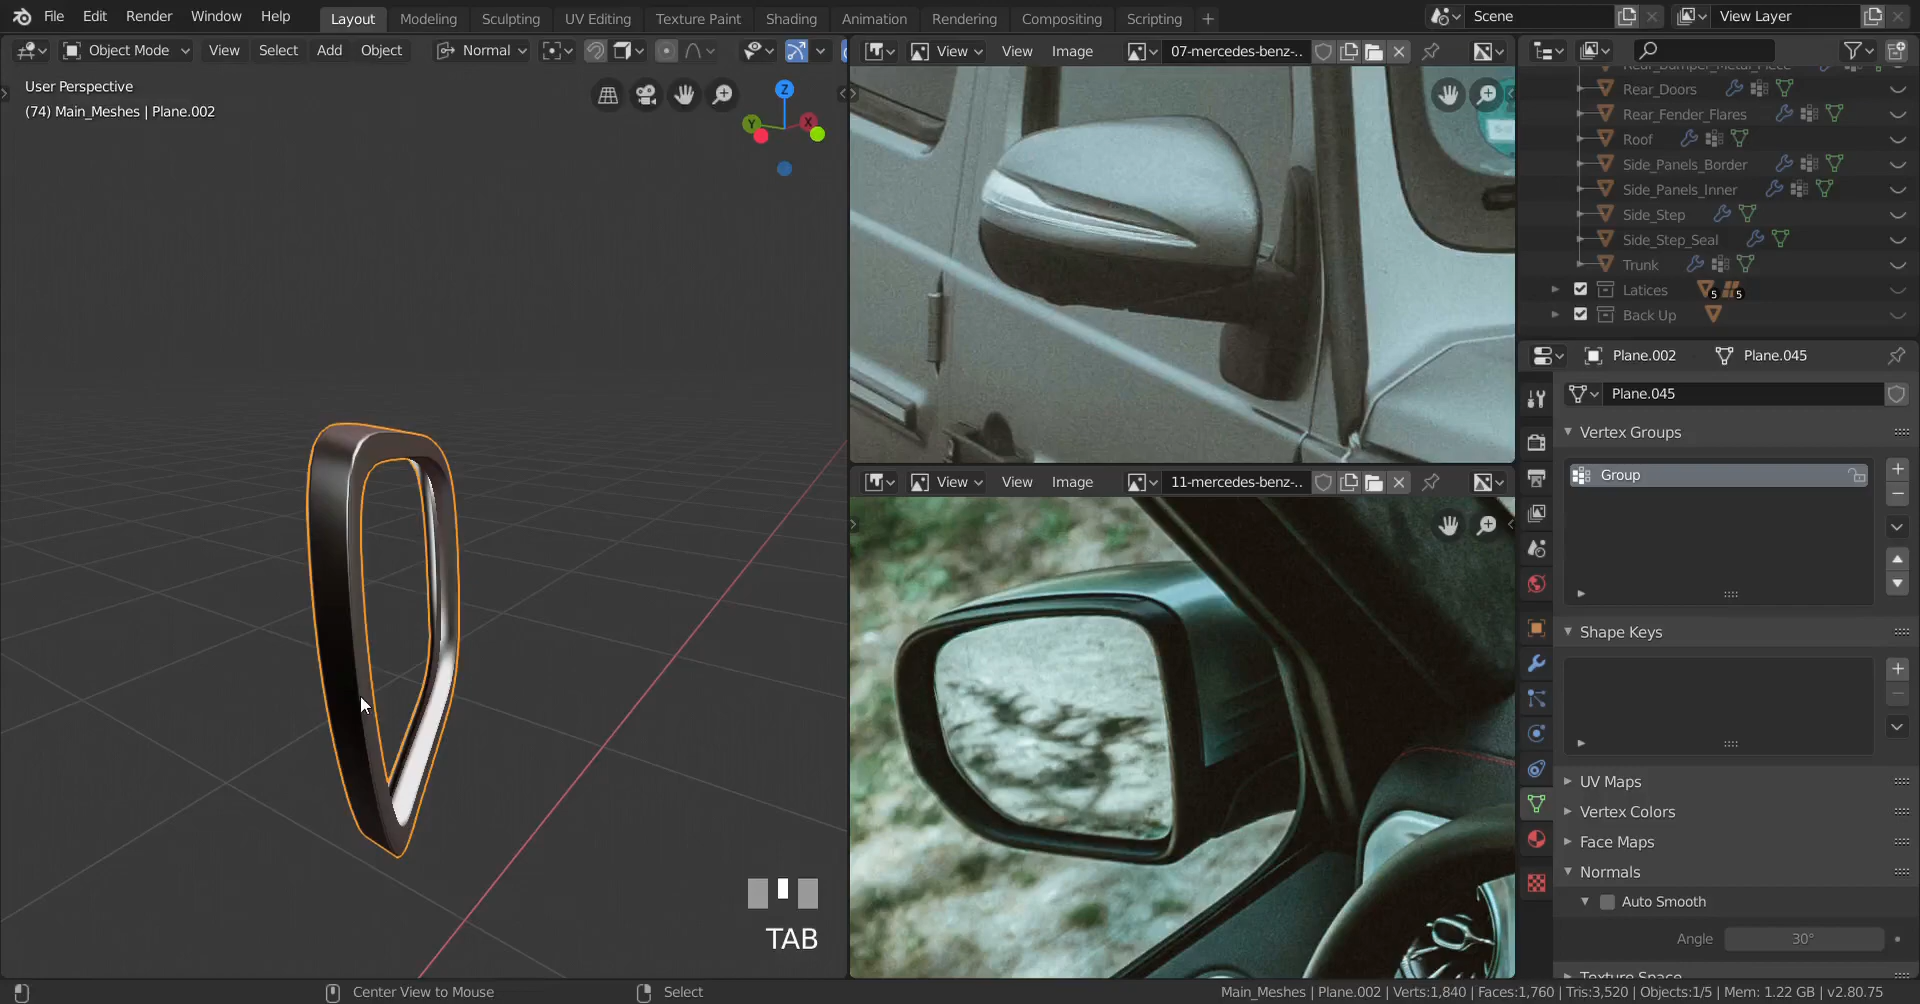 File Edit Render Window Help Layout Modeling Sculpting UV Editing Texture Paint Shading Animation Rendering Compositing Scripting + Scene View Layer
Object Mode View Select Add Object Normal
View View Image 07-mercedes-benz-..
User Perspective
(74) Main_Meshes | Plane.002
Z
Y
X
Rear_Bumper_Metal_Piece
Rear_Doors
Rear_Fender_Flares
Roof
Side_Panels_Border
Side_Panels_Inner
Side_Step
Side_Step_Seal
Trunk
Latices 5 5
Back Up
Plane.002 Plane.045
Plane.045
Vertex Groups
Group
View View Image 11-mercedes-benz-..
Shape Keys
UV Maps
Vertex Colors
Face Maps
Normals
Auto Smooth
Angle 30°
Texture Space
TAB
Center View to Mouse Select Main_Meshes | Plane.002 | Verts:1,840 | Faces:1,760 | Tris:3,520 | Objects:1/5 | Mem: 1.22 GB | v2.80.75